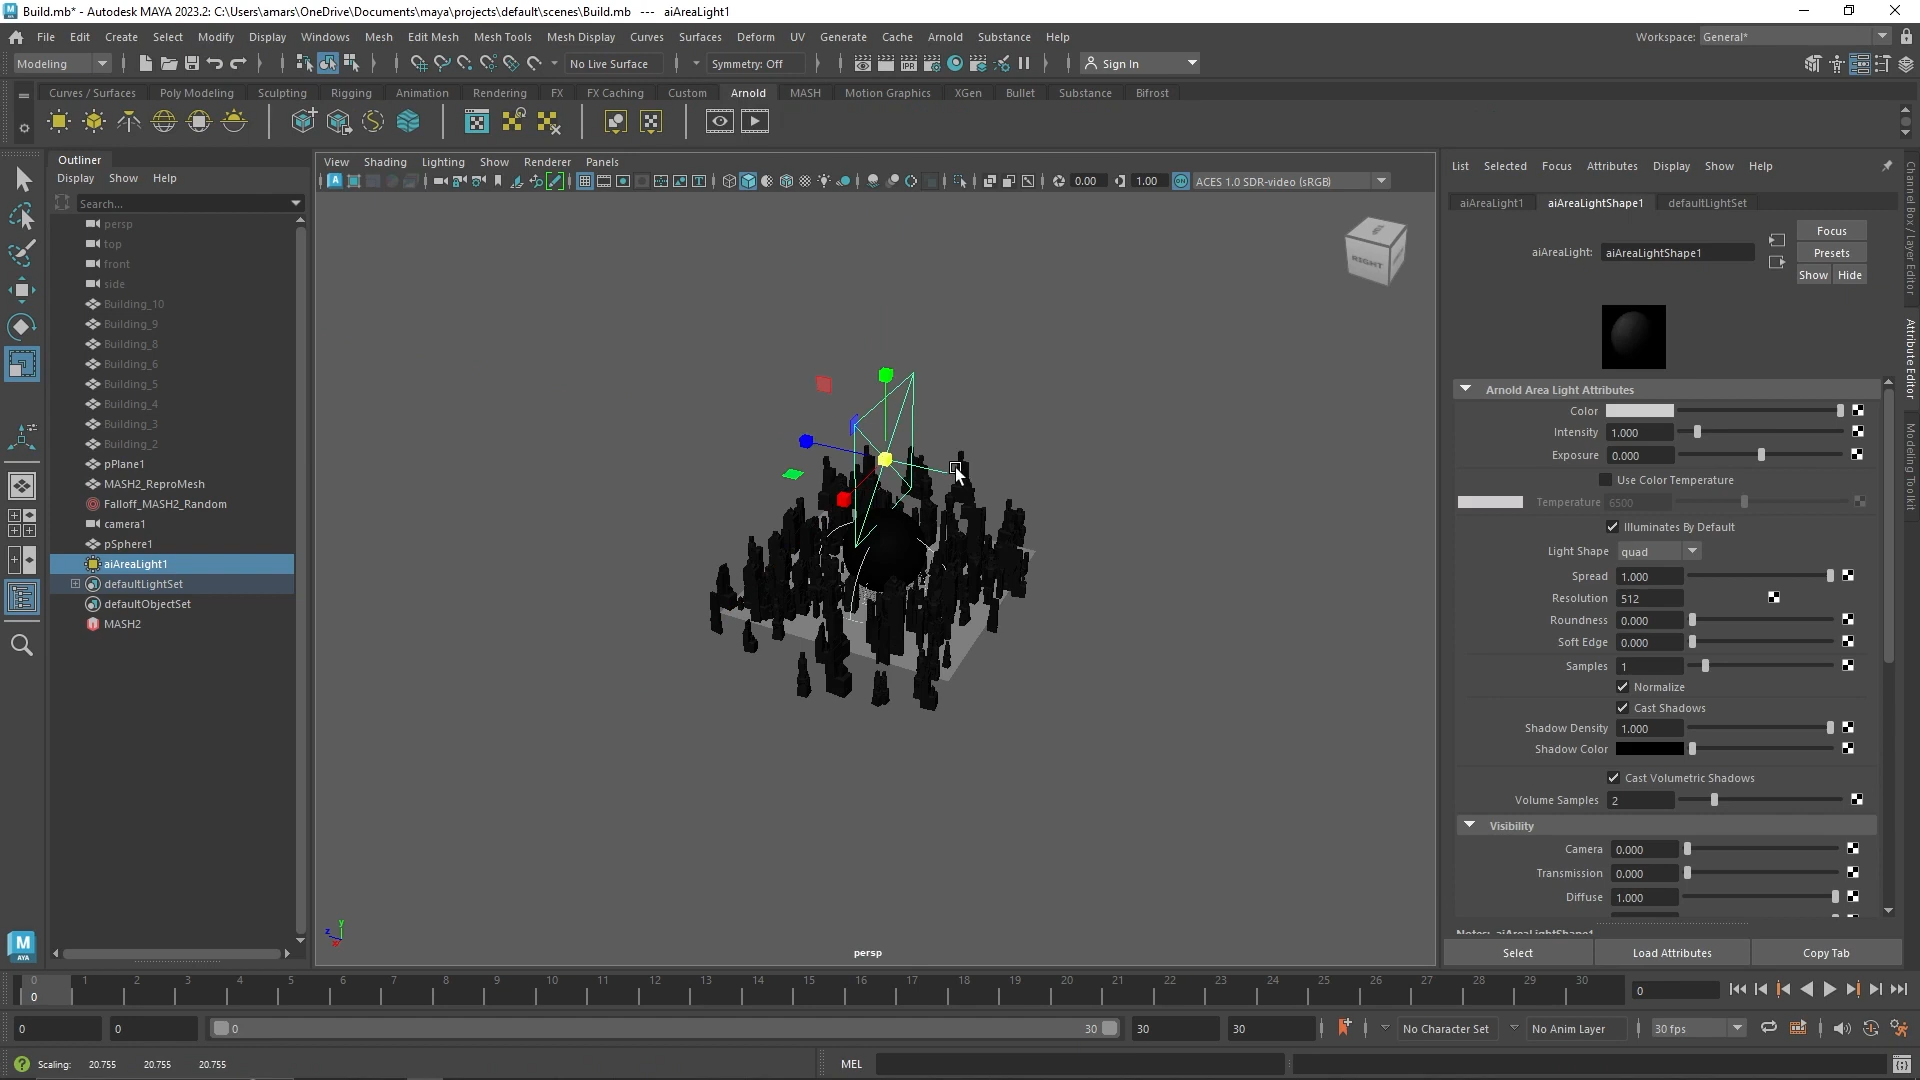 Build.mb* - Autodesk MAYA 2023.2: C:\Users\amars\OneDrive\Documents\maya\projects\default\scenes\Build.mb --- aiAreaLight1
File Edit Create Select Modify Display Windows Mesh Edit Mesh Mesh Tools Mesh Display Curves Surfaces Deform UV Generate Cache Arnold Substance Help
Workspace: General*
Modeling
No Live Surface
Symmetry: Off
Sign In
Curves / Surfaces Poly Modeling Sculpting Rigging Animation Rendering FX FX Caching Custom Arnold MASH Motion Graphics XGen Bullet Substance Bifrost
Outliner
Display Show Help
Search...
persp
top
front
side
Building_10
Building_9
Building_8
Building_6
Building_5
Building_4
Building_3
Building_2
pPlane1
MASH2_ReproMesh
Falloff_MASH2_Random
camera1
pSphere1
aiAreaLight1
defaultLightSet
defaultObjectSet
MASH2
View Shading Lighting Show Renderer Panels
0.00 1.00 ACES 1.0 SDR-video (sRGB)
RIGHT
persp
List Selected Focus Attributes Display Show Help
aiAreaLight1 aiAreaLightShape1 defaultLightSet
aiAreaLight: aiAreaLightShape1
Focus
Presets
Show Hide
Arnold Area Light Attributes
Color
Intensity 1.000
Exposure 0.000
Use Color Temperature
Temperature 6500
Illuminates By Default
Light Shape quad
Spread 1.000
Resolution 512
Roundness 0.000
Soft Edge 0.000
Samples 1
Normalize
Cast Shadows
Shadow Density 1.000
Shadow Color
Cast Volumetric Shadows
Volume Samples 2
Visibility
Camera 0.000
Transmission 0.000
Diffuse 1.000
Notes: aiAreaLightShape1
Select Load Attributes Copy Tab
Channel Box / Layer Editor
Attribute Editor
Modeling Toolkit
0 1 2 3 4 5 6 7 8 9 10 11 12 13 14 15 16 17 18 19 20 21 22 23 24 25 26 27 28 29 30
0
0
0 0 0 30 30 30
No Character Set
No Anim Layer
30 fps
Scaling: 20.755 20.755 20.755
MEL